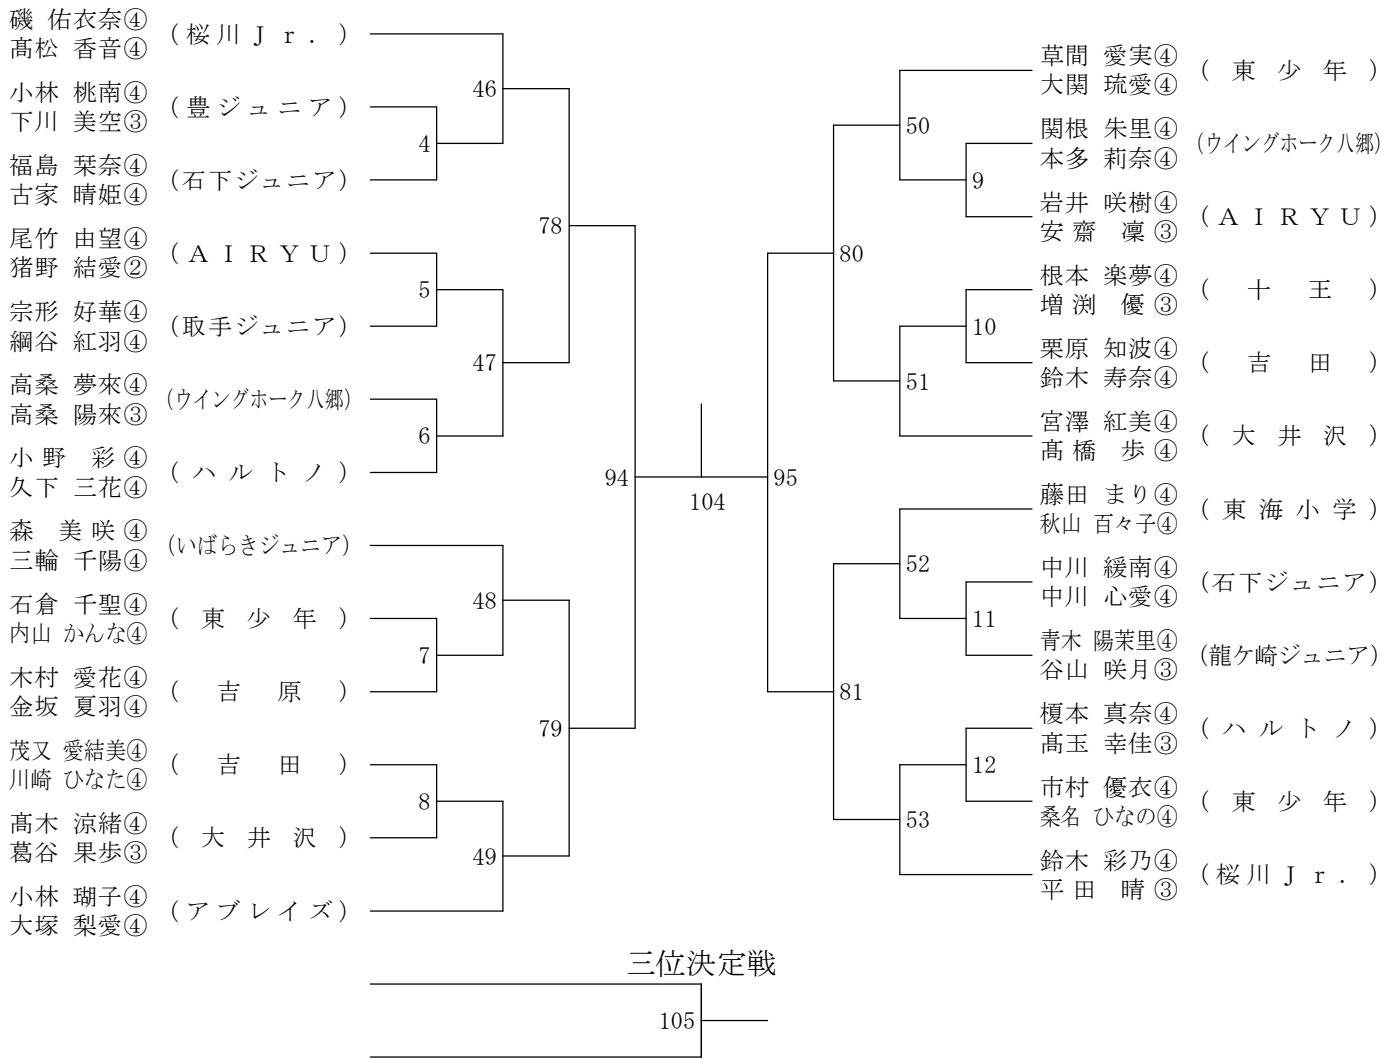 磯 佑衣奈④
髙松 香音④
(桜川Ｊｒ．)
小林 桃南④
下川 美空③
(豊ジュニア)
福島 栞奈④
古家 晴姫④
(石下ジュニア)
尾竹 由望④
猪野 結愛②
(ＡＩＲＹＵ)
宗形 好華④
綱谷 紅羽④
(取手ジュニア)
高桑 夢來④
高桑 陽來③
(ウイングホーク八郷)
小野 彩④
久下 三花④
(ハルトノ)
森 美咲④
三輪 千陽④
(いばらきジュニア)
石倉 千聖④
内山 かんな④
(東少年)
木村 愛花④
金坂 夏羽④
(吉原)
茂又 愛結美④
川崎 ひなた④
(吉田)
髙木 涼緒④
葛谷 果歩③
(大井沢)
小林 瑚子④
大塚 梨愛④
(アブレイズ)
4
5
6
7
8
46
47
48
49
78
79
94
104
95
80
81
50
51
52
53
9
10
11
12
草間 愛実④
大関 琉愛④
(東少年)
関根 朱里④
本多 莉奈④
(ウイングホーク八郷)
岩井 咲樹④
安齋 凜③
(ＡＩＲＹＵ)
根本 楽夢④
増渕 優③
(十王)
栗原 知波④
鈴木 寿奈④
(吉田)
宮澤 紅美④
髙橋 歩④
(大井沢)
藤田 まり④
秋山 百々子④
(東海小学)
中川 緩南④
中川 心愛④
(石下ジュニア)
青木 陽茉里④
谷山 咲月③
(龍ケ崎ジュニア)
榎本 真奈④
髙玉 幸佳③
(ハルトノ)
市村 優衣④
桑名 ひなの④
(東少年)
鈴木 彩乃④
平田 晴③
(桜川Ｊｒ．)
三位決定戦
105